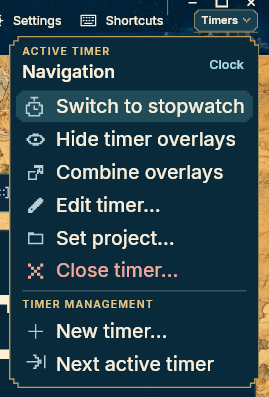 Settings
Shortcuts
Timers
ACTIVE TIMER
Navigation
Clock
Switch to stopwatch
Hide timer overlays
Combine overlays
Edit timer...
Set project...
Close timer...
TIMER MANAGEMENT
New timer...
Next active timer